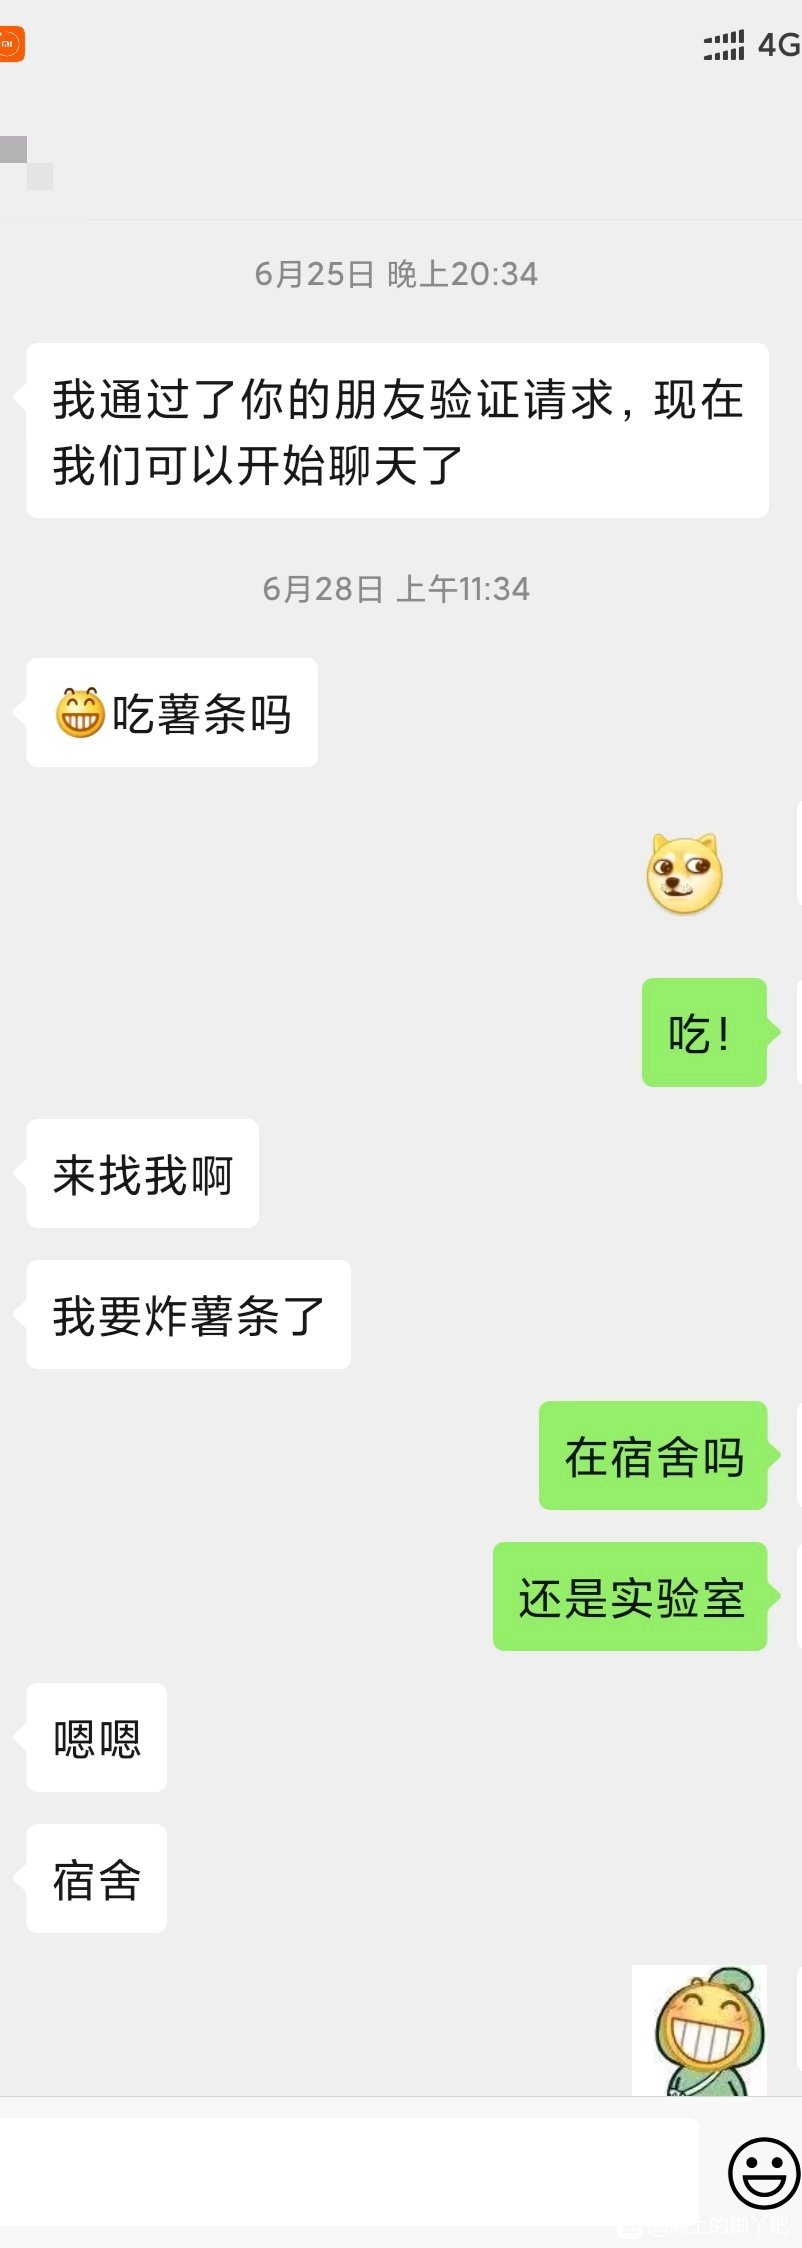 4G
6月25日 晚上20:34
我通过了你的朋友验证请求，现在
我们可以开始聊天了
6月28日 上午11:34
吃薯条吗
吃！
来找我啊
我要炸薯条了
在宿舍吗
还是实验室
嗯嗯
宿舍